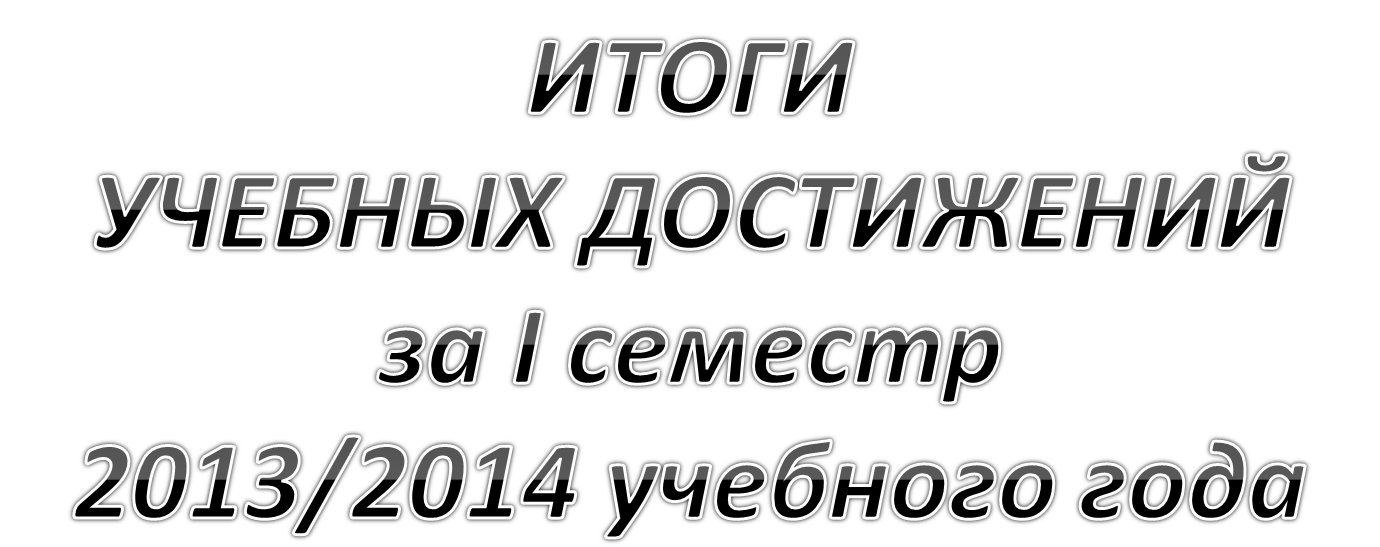 ИТОГИ
УЧЕБНЫХ ДОСТИЖЕНИЙ
за I семестр
2013/2014 учебного года